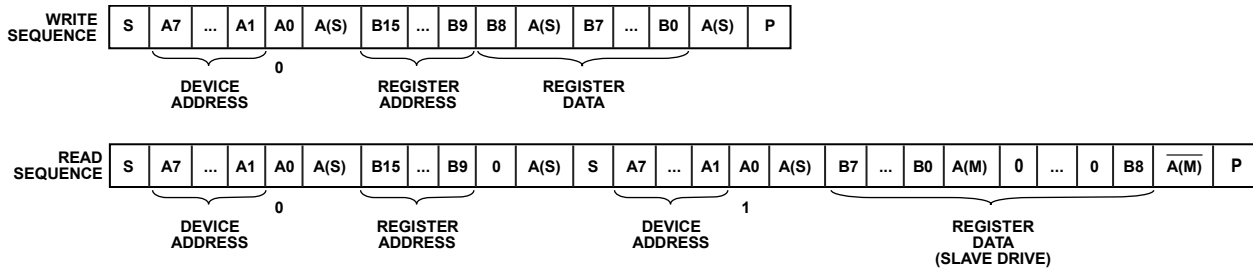 WRITE
SEQUENCE
S A7 ... A1 A0 A(S) B15 ... B9 B8 A(S) B7 ... B0 A(S) P
0
DEVICE
ADDRESS
REGISTER
ADDRESS
REGISTER
DATA
READ
SEQUENCE
S A7 ... A1 A0 A(S) B15 ... B9 0 A(S) S A7 ... A1 A0 A(S) B7 ... B0 A(M) 0 ... 0 B8 A(M) P
0 1
DEVICE
ADDRESS
REGISTER
ADDRESS
DEVICE
ADDRESS
REGISTER
DATA
(SLAVE DRIVE)